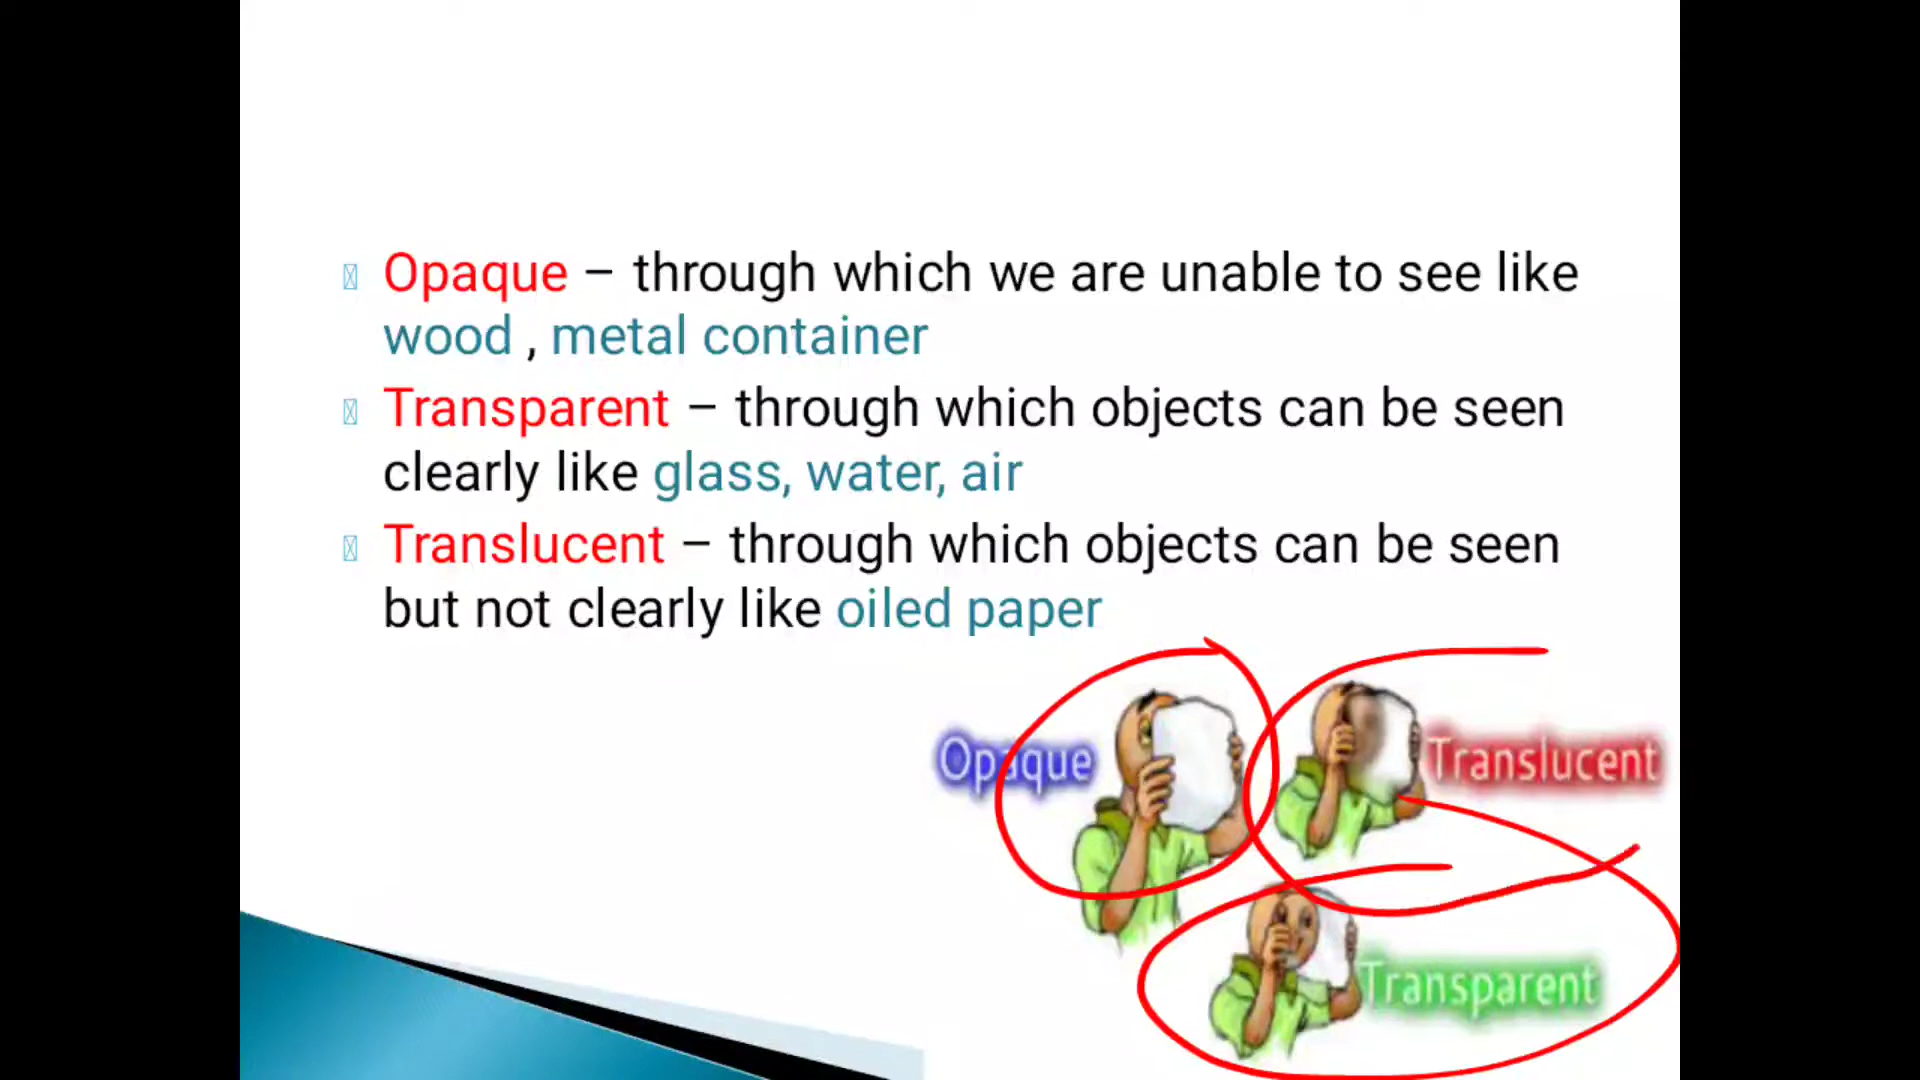 Opaque – through which we are unable to see like
wood , metal container
Transparent – through which objects can be seen
clearly like glass, water, air
Translucent – through which objects can be seen
but not clearly like oiled paper
Opaque
Translucent
Transparent